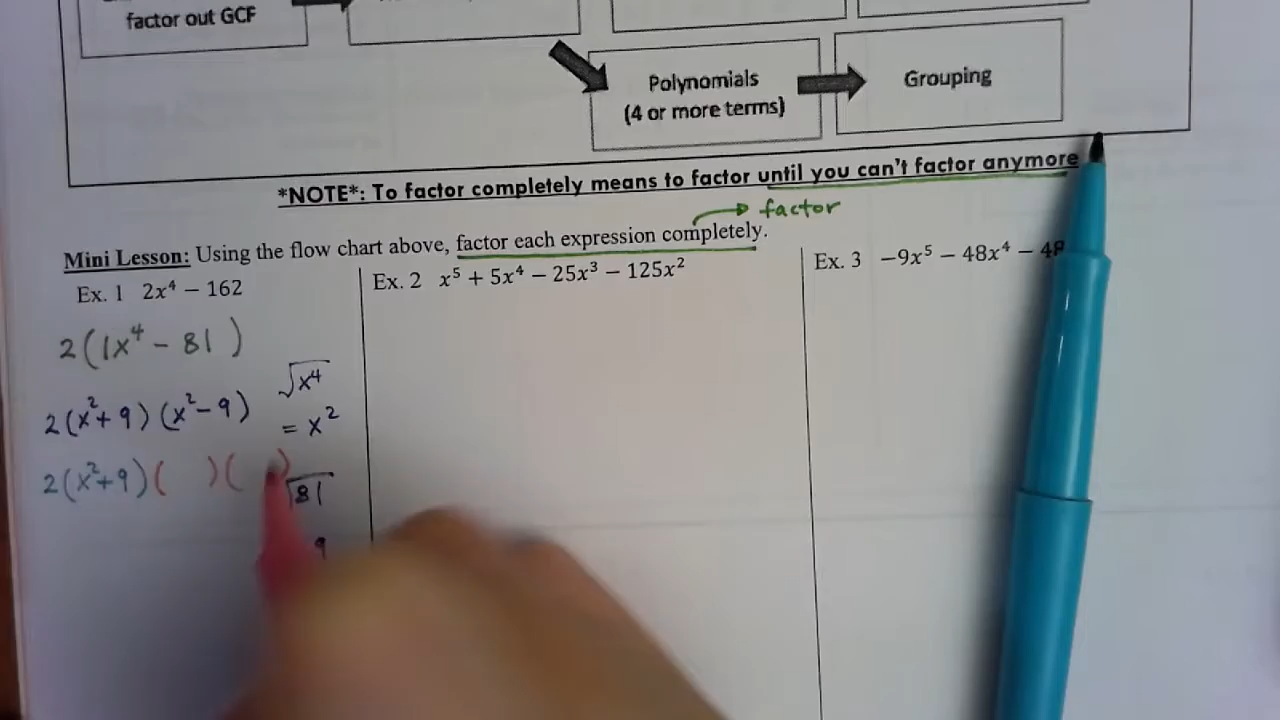 factor out GCF
Polynomials
(4 or more terms)
Grouping
*NOTE*: To factor completely means to factor until you can't factor anymore
factor
Mini Lesson: Using the flow chart above, factor each expression completely.
Ex. 1 2x⁴ − 162
2(1x⁴ − 81)
2(x²+9)(x²−9)
2(x²+9)( )( )
√x⁴
= x²
√81
9
Ex. 2 x⁵ + 5x⁴ − 25x³ − 125x²
Ex. 3 −9x⁵ − 48x⁴ − 48